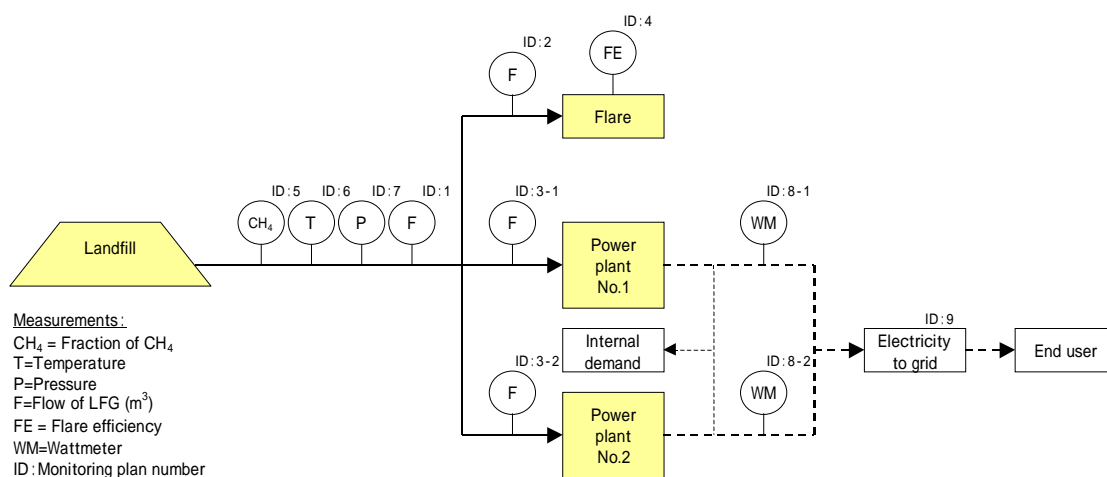 ID:4
ID:2
FE
F
Flare
ID:5
ID:6
ID:7
ID:1
ID:3-1
ID:8-1
CH4
T
P
F
F
WM
Landfill
Power
plant
No.1
ID:9
Measurements:
CH4 = Fraction of CH4
T=Temperature
P=Pressure
F=Flow of LFG (m3)
FE = Flare efficiency
WM=Wattmeter
ID:Monitoring plan number
Internal
demand
Electricity
to grid
End user
ID:3-2
ID:8-2
F
WM
Power
plant
No.2